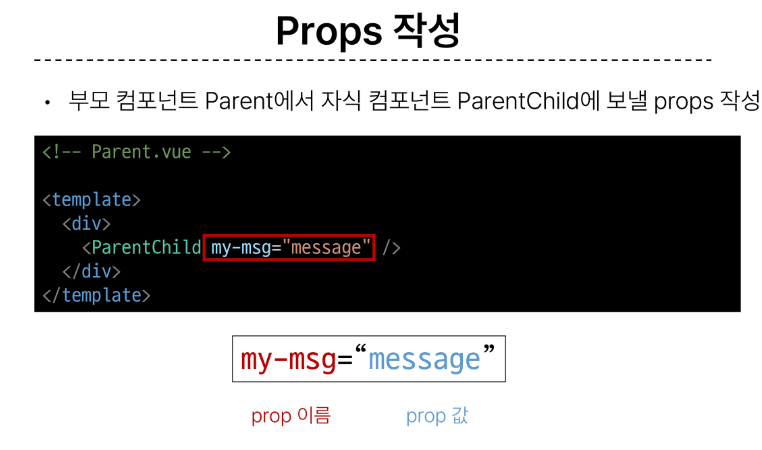 Props 작성
• 부모 컴포넌트 Parent에서 자식 컴포넌트 ParentChild에 보낼 props 작성
<!-- Parent.vue -->
<template>
  <div>
    <ParentChild my-msg="message" />
  </div>
</template>
my-msg=“message”
prop 이름 prop 값